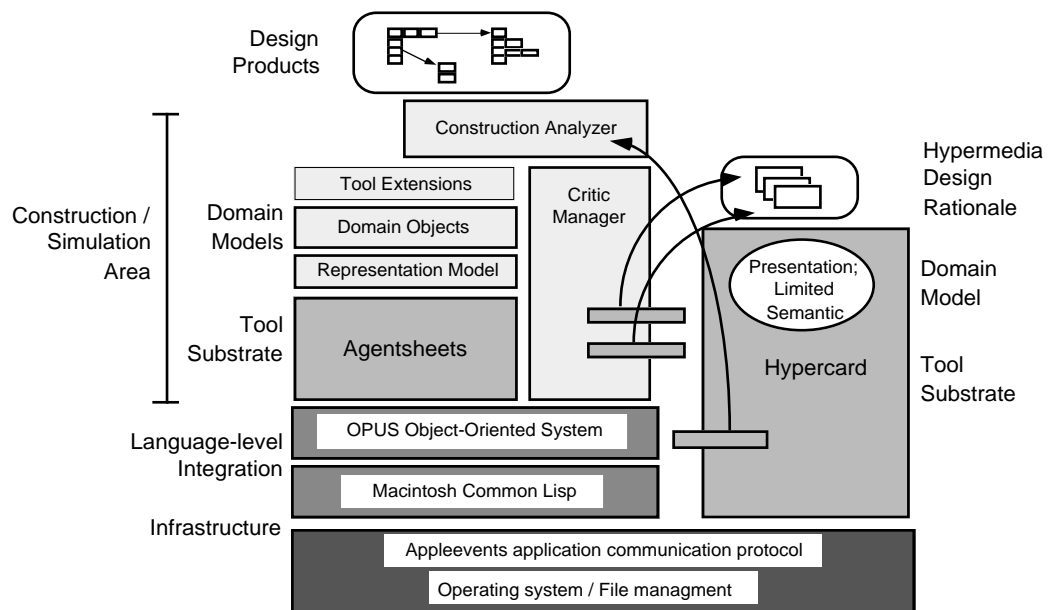 Design
Products
Construction Analyzer
Hypermedia
Design
Rationale
Tool Extensions
Critic
Manager
Construction /
Simulation
Area
Domain
Models
Domain Objects
Representation Model
Presentation;
Limited
Semantic
Domain
Model
Tool
Substrate
Agentsheets
Hypercard
Tool
Substrate
Language-level
Integration
OPUS Object-Oriented System
Macintosh Common Lisp
Infrastructure
Appleevents application communication protocol
Operating system / File managment